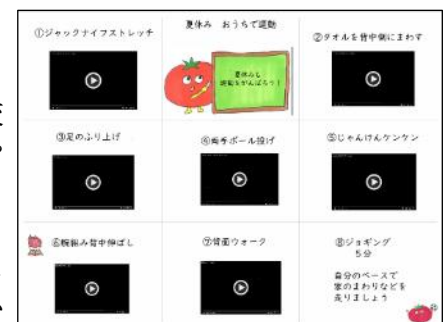 ①ジャックナイフストレッチ
夏休み おうちで運動
②タオルを背中側にまわす
夏休みも
運動をがんばろう！
③足のふり上げ
④両手ボール投げ
⑤じゃんけんケンケン
⑥腕組み背中伸ばし
⑦背面ウォーク
⑧ジョギング
5分
自分のペースで
家のまわりなどを
走りましょう